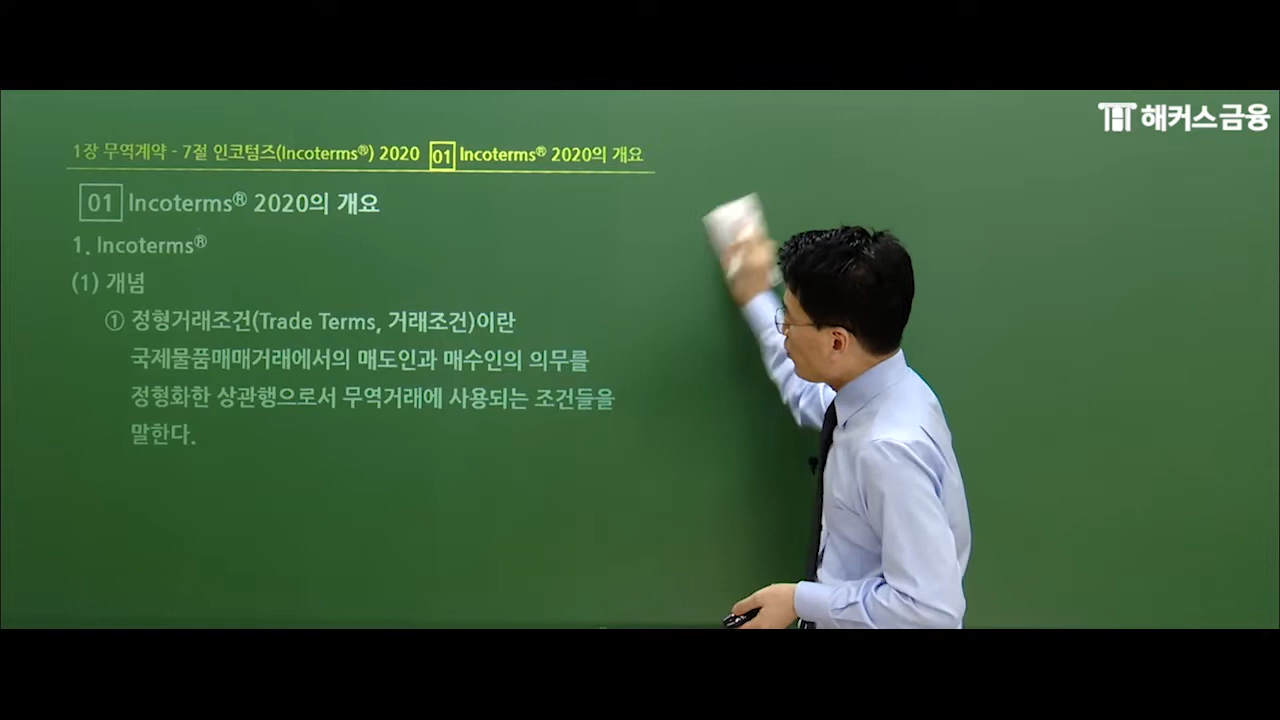 해커스금융
1장 무역계약 - 7절 인코텀즈(Incoterms®) 2020 01 Incoterms® 2020의 개요
01 Incoterms® 2020의 개요
1. Incoterms®
(1) 개념
① 정형거래조건(Trade Terms, 거래조건)이란
국제물품매매거래에서의 매도인과 매수인의 의무를
정형화한 상관행으로서 무역거래에 사용되는 조건들을
말한다.